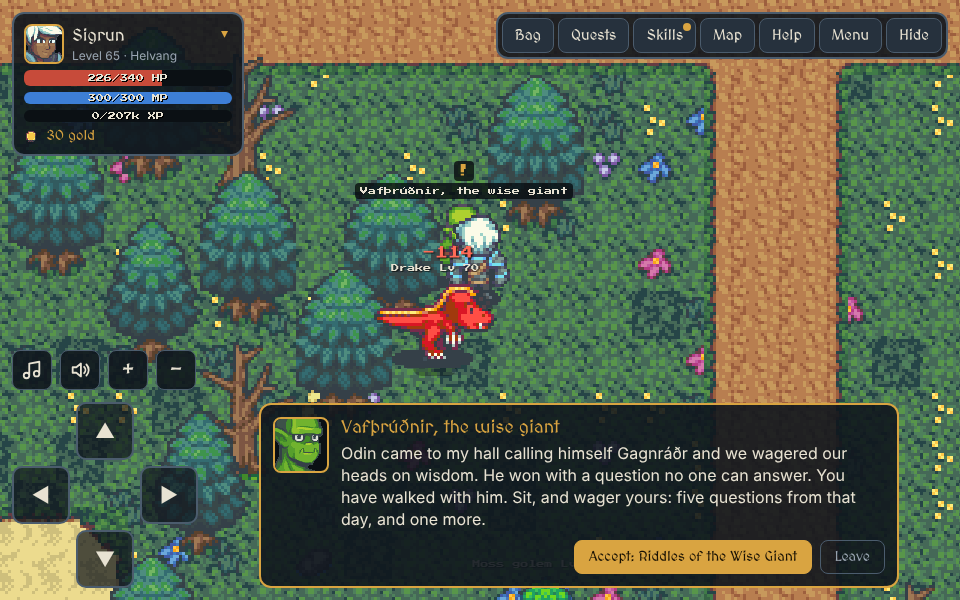 Sigrun
Level 65 · Helvang
226/340 HP
300/300 MP
0/207k XP
30 gold
Bag
Quests
Skills
Map
Help
Menu
Hide
!
Vafþrúðnir, the wise giant
-114
Drake Lv 70
+
-
Vafþrúðnir, the wise giant
Odin came to my hall calling himself Gagnráðr and we wagered our
heads on wisdom. He won with a question no one can answer. You
have walked with him. Sit, and wager yours: five questions from that
day, and one more.
Accept: Riddles of the Wise Giant
Leave
Moss golem